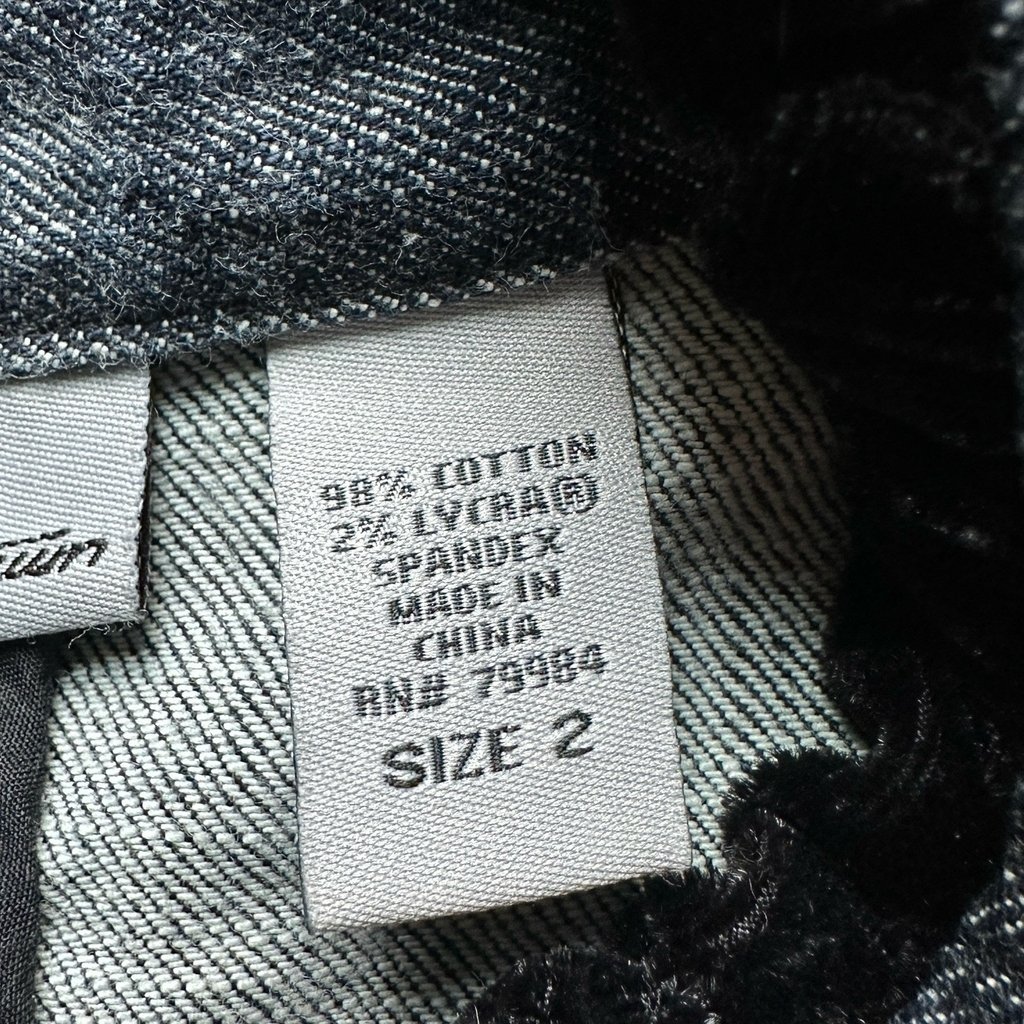 98% COTTON
2% LYCRA®
SPANDEX
MADE IN
CHINA
RN# 79984
SIZE 2